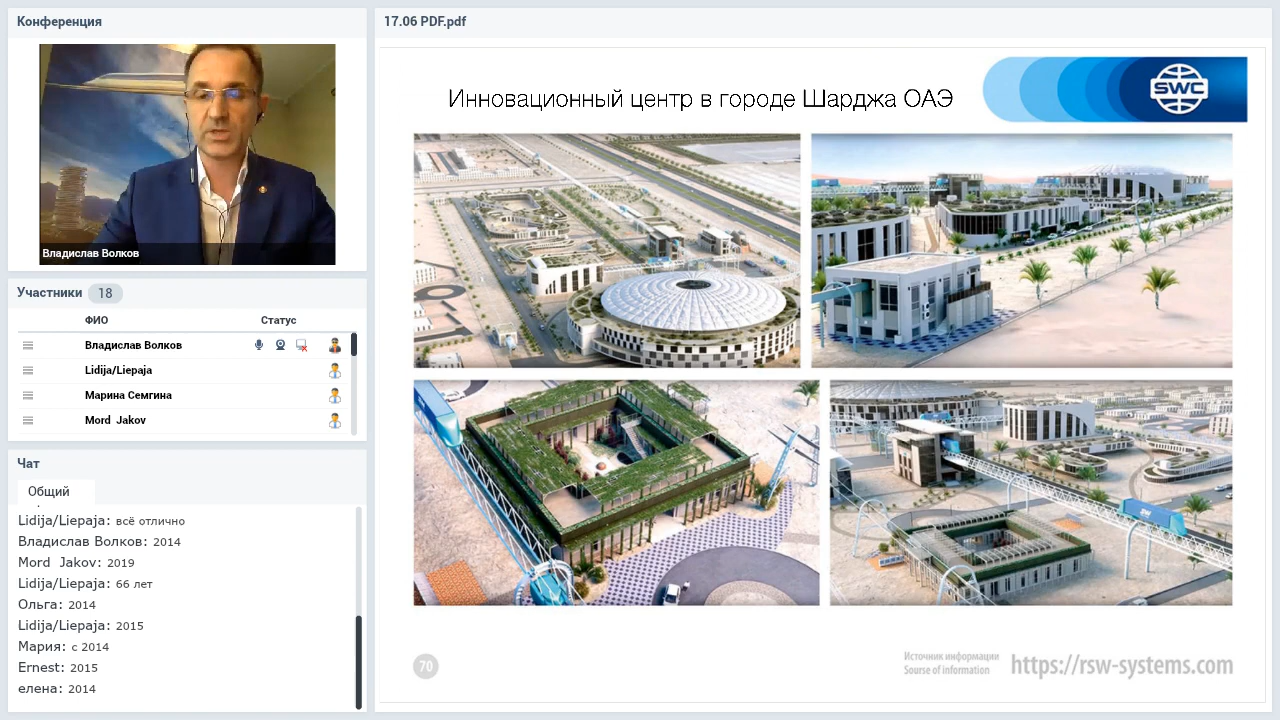 Конференция
Владислав Волков
Участники 18
ФИО Статус
Владислав Волков
Lidija/Liepaja
Марина Семгина
Mord Jakov
Чат
Общий
Lidija/Liepaja: всё отлично
Владислав Волков: 2014
Mord Jakov: 2019
Lidija/Liepaja: 66 лет
Ольга: 2014
Lidija/Liepaja: 2015
Мария: с 2014
Ernest: 2015
елена: 2014
17.06 PDF.pdf
Инновационный центр в городе Шарджа ОАЭ
SWC
70
Источник информации
Sourse of information
https://rsw-systems.com